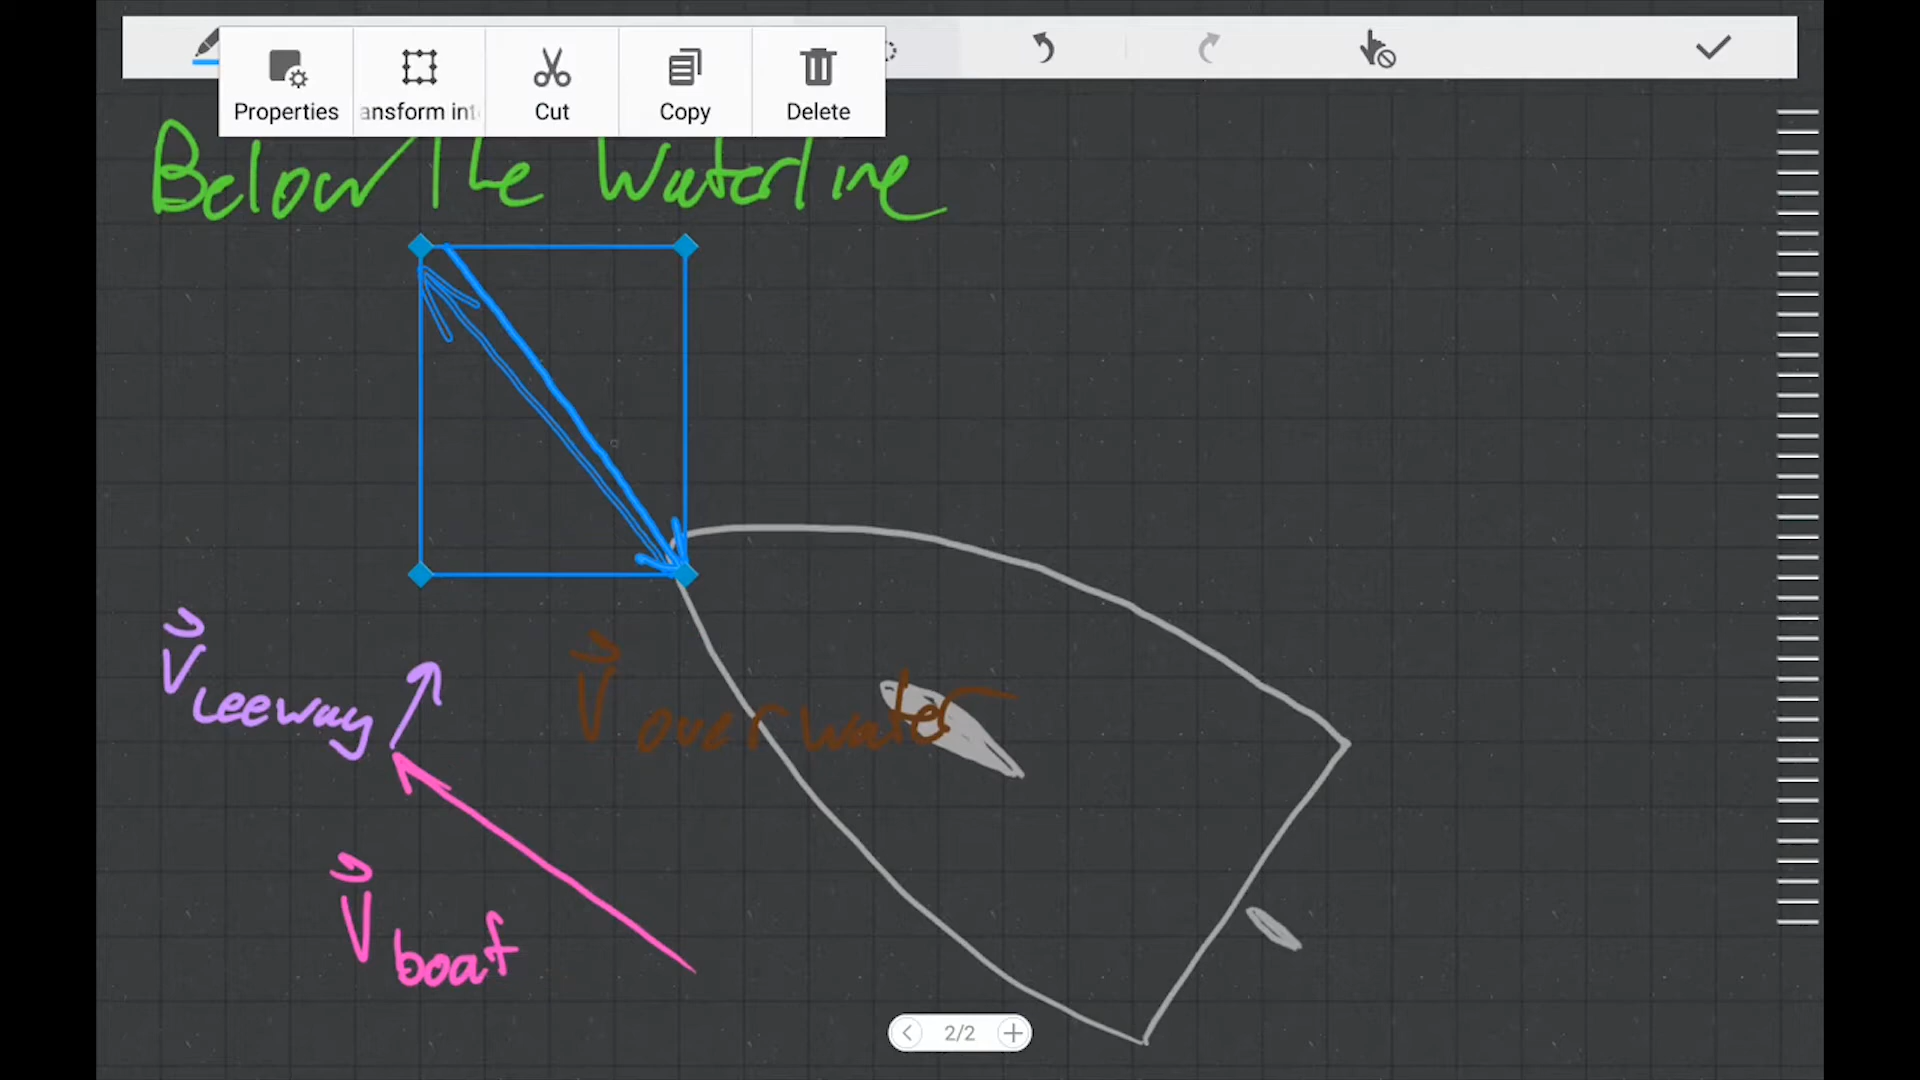 Properties
ansform int
Cut
Copy
Delete
Below The Waterline
V leeway
V over water
V boat
2/2